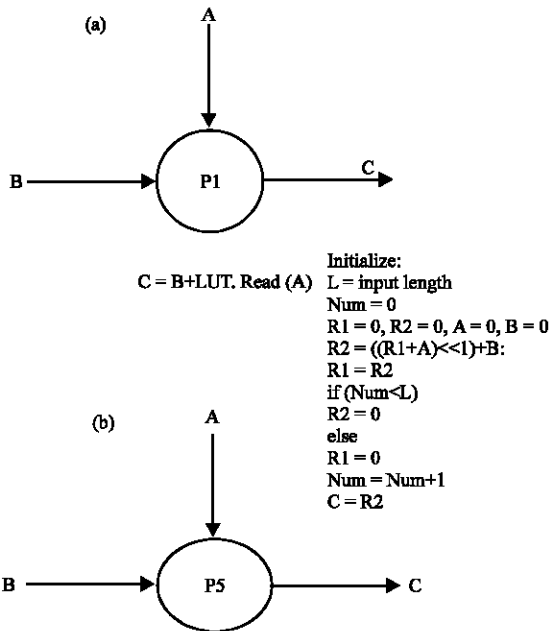 (a)
A
B
P1
C
C = B+LUT. Read (A)
Initialize:
L = input length
Num = 0
R1 = 0, R2 = 0, A = 0, B = 0
R2 = ((R1+A)<<1)+B:
R1 = R2
if (Num<L)
R2 = 0
else
R1 = 0
Num = Num+1
C = R2
(b)
A
B
P5
C